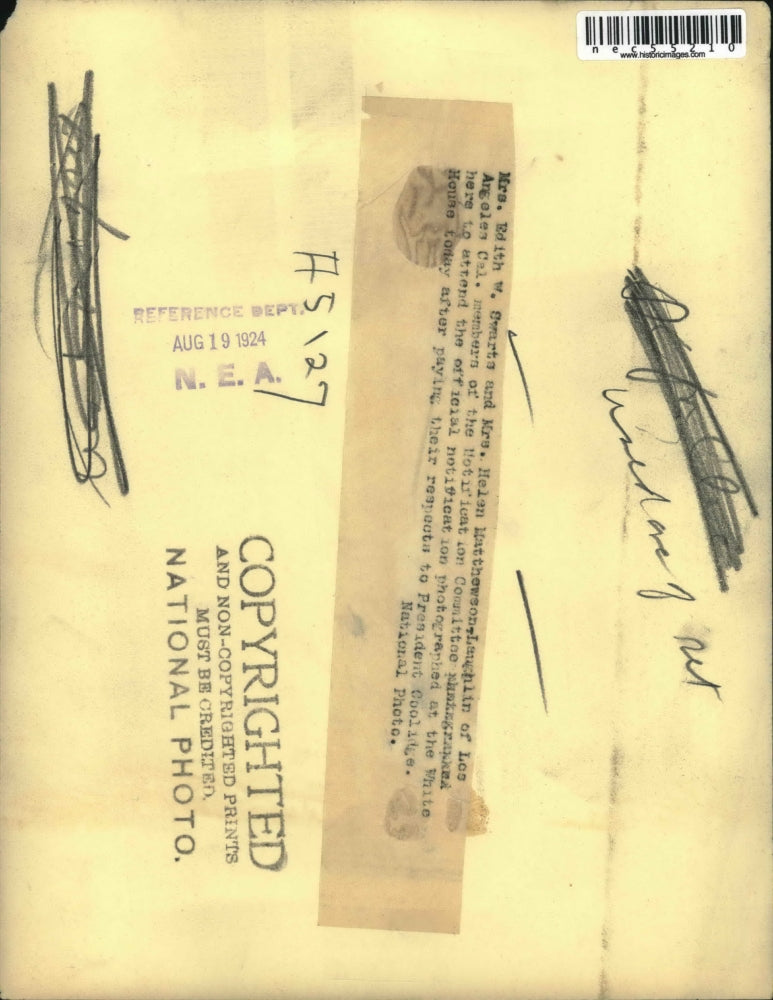 nec55210
www.historicimages.com
Mrs. Edith W. Swarts and Mrs. Helen Matthewson-Laughlin of Los
Angeles Cal. members of the Notification Committee
here to attend the official notification photographed at the White
House today after paying their respects to President Coolidge.
National Photo.
H5127
REFERENCE DEPT.
AUG 19 1924
N. E. A.
COPYRIGHTED
AND NON-COPYRIGHTED PRINTS
MUST BE CREDITED,
NATIONAL PHOTO.